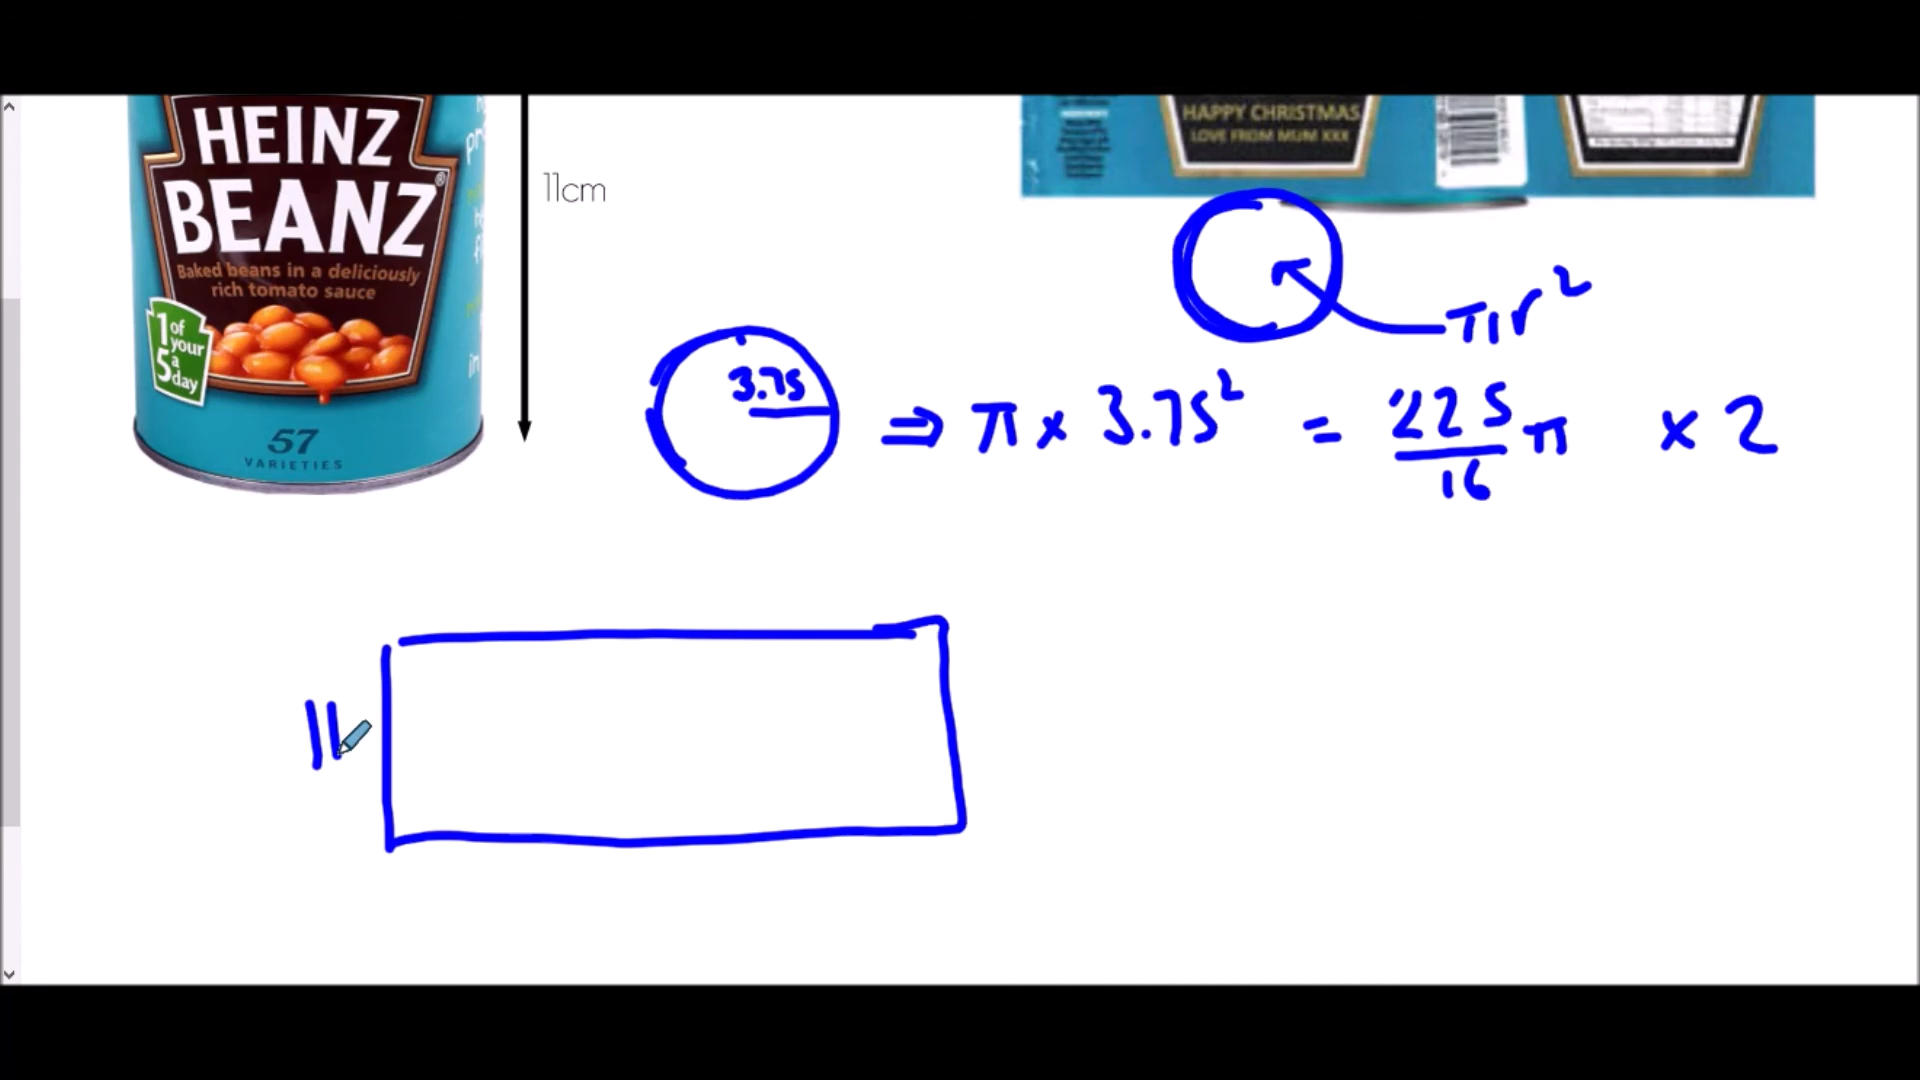 HEINZ
BEANZ®
Baked beans in a deliciously
rich tomato sauce
1 of
your
5 a
day
57
VARIETIES
in
11cm
HAPPY CHRISTMAS
LOVE FROM MUM XXX
πr²
3.75
⇒ π × 3.75² = 225/16 π × 2
11